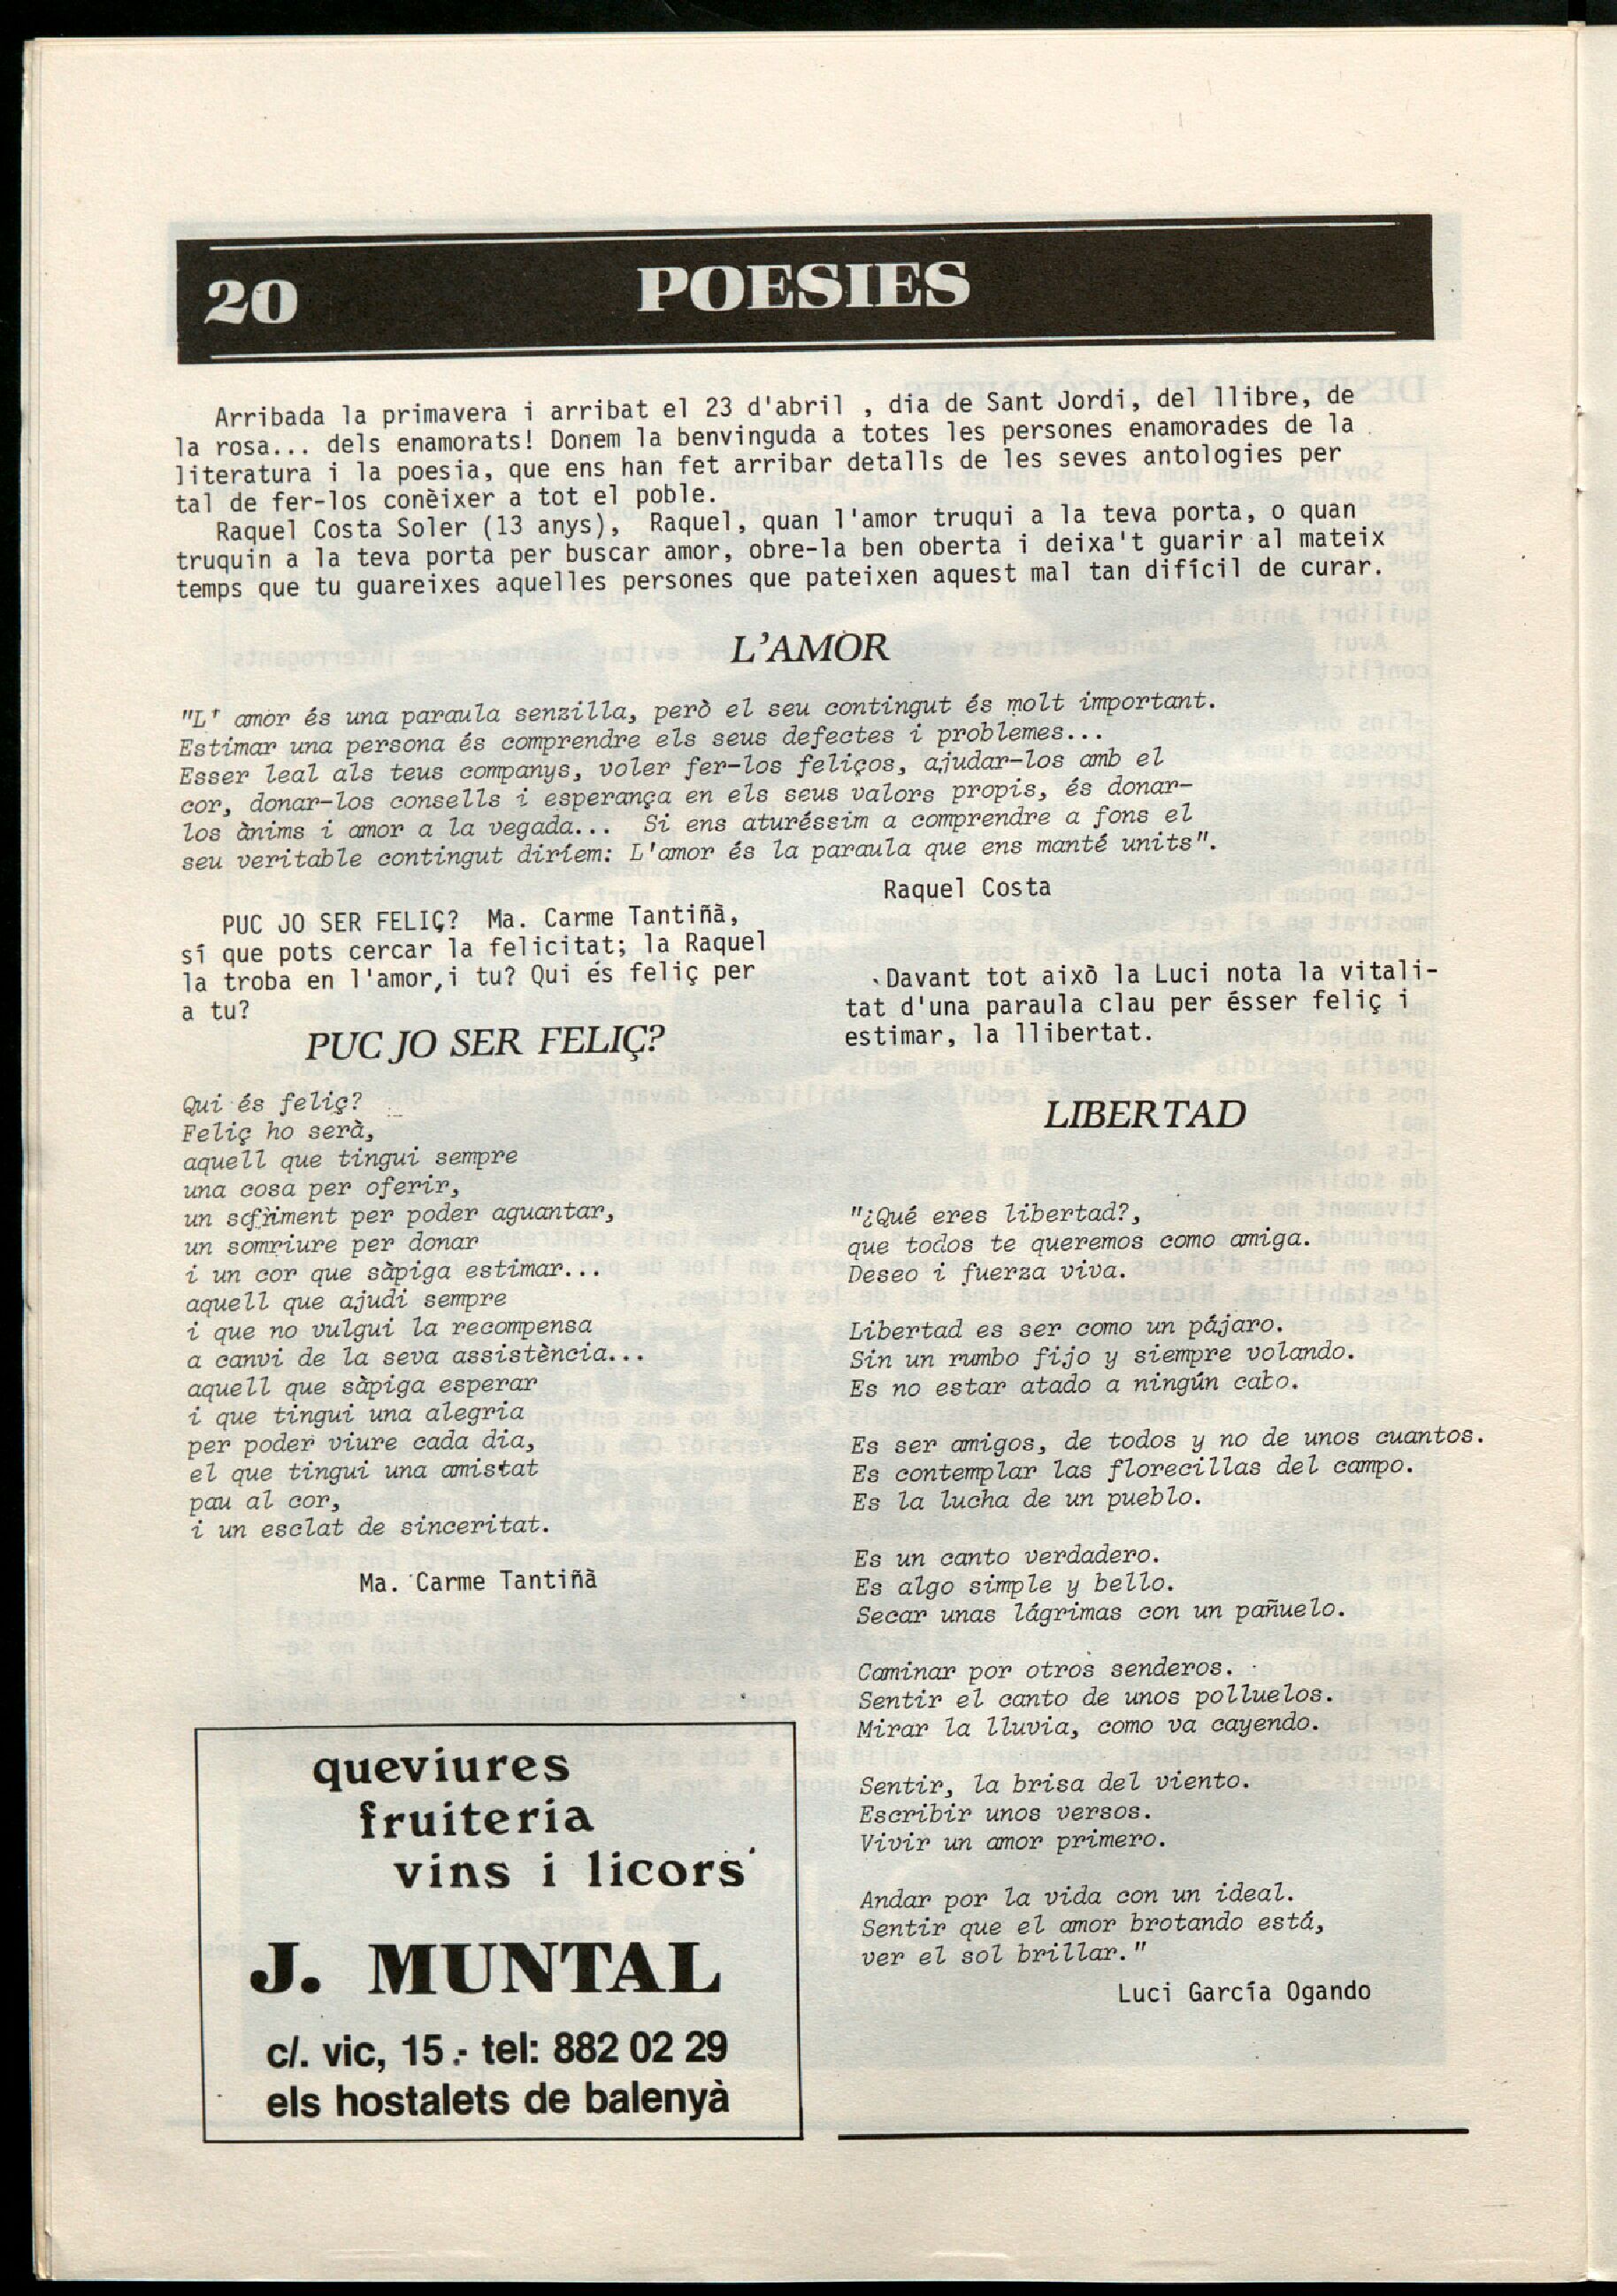 20
POESIES
Arribada la primavera i arribat el 23 d'abril , dia de Sant Jordi, del llibre, de
la rosa... dels enamorats! Donem la benvinguda a totes les persones enamorades de la
literatura i la poesia, que ens han fet arribar detalls de les seves antologies per
tal de fer-los conèixer a tot el poble.
Raquel Costa Soler (13 anys), Raquel, quan l'amor truqui a la teva porta, o quan
truquin a la teva porta per buscar amor, obre-la ben oberta i deixa't guarir al mateix
temps que tu guareixes aquelles persones que pateixen aquest mal tan difícil de curar.
L'AMOR
"L' amor és una paraula senzilla, però el seu contingut és molt important.
Estimar una persona és comprendre els seus defectes i problemes...
Esser leal als teus companys, voler fer-los feliços, ajudar-los amb el
cor, donar-los consells i esperança en els seus valors propis, és donar-
los ànims i amor a la vegada... Si ens aturéssim a comprendre a fons el
seu veritable contingut diríem: L'amor és la paraula que ens manté units".
Raquel Costa
PUC JO SER FELIÇ? Ma. Carme Tantiñà,
sí que pots cercar la felicitat; la Raquel
la troba en l'amor, i tu? Qui és feliç per
a tu?
PUC JO SER FELIÇ?
Qui és feliç?
Feliç ho serà,
aquell que tingui sempre
una cosa per oferir,
un per poder aguantar,
un somriure per donar
i un cor que sàpiga estimar...
aquell que ajudi sempre
i que no vulgui la recompensa
a canvi de la seva assistència...
aquell que sàpiga esperar
i que tingui una alegria
per poder viure cada dia,
el que tingui una amistat
pau al cor,
i un esclat de sinceritat.
Ma. Carme Tantiñà
queviures
fruiteria
vins i licors
J. MUNTAL
c/. vic, 15.- tel: 882 02 29
els hostalets de balenyà
Davant tot això la Luci nota la vitali-
tat d'una paraula clau per ésser feliç i
estimar, la llibertat.
LIBERTAD
"¿Qué eres libertad?,
que todos te queremos como amiga.
Deseo i fuerza viva.
Libertad es ser como un pájaro.
Sin un rumbo fijo y siempre volando.
Es no estar atado a ningún cabo.
Es ser amigos, de todos y no de unos cuantos.
Es contemplar las florecillas del campo.
Es la lucha de un pueblo.
Es un canto verdadero.
Es algo simple y bello.
Secar unas lágrimas con un pañuelo.
Caminar por otros senderos.
Sentir el canto de unos polluelos.
Mirar la lluvia, como va cayendo.
Sentir, la brisa del viento.
Escribir unos versos.
Vivir un amor primero.
Andar por la vida con un ideal.
Sentir que el amor brotando está,
ver el sol brillar."
Luci García Ogando